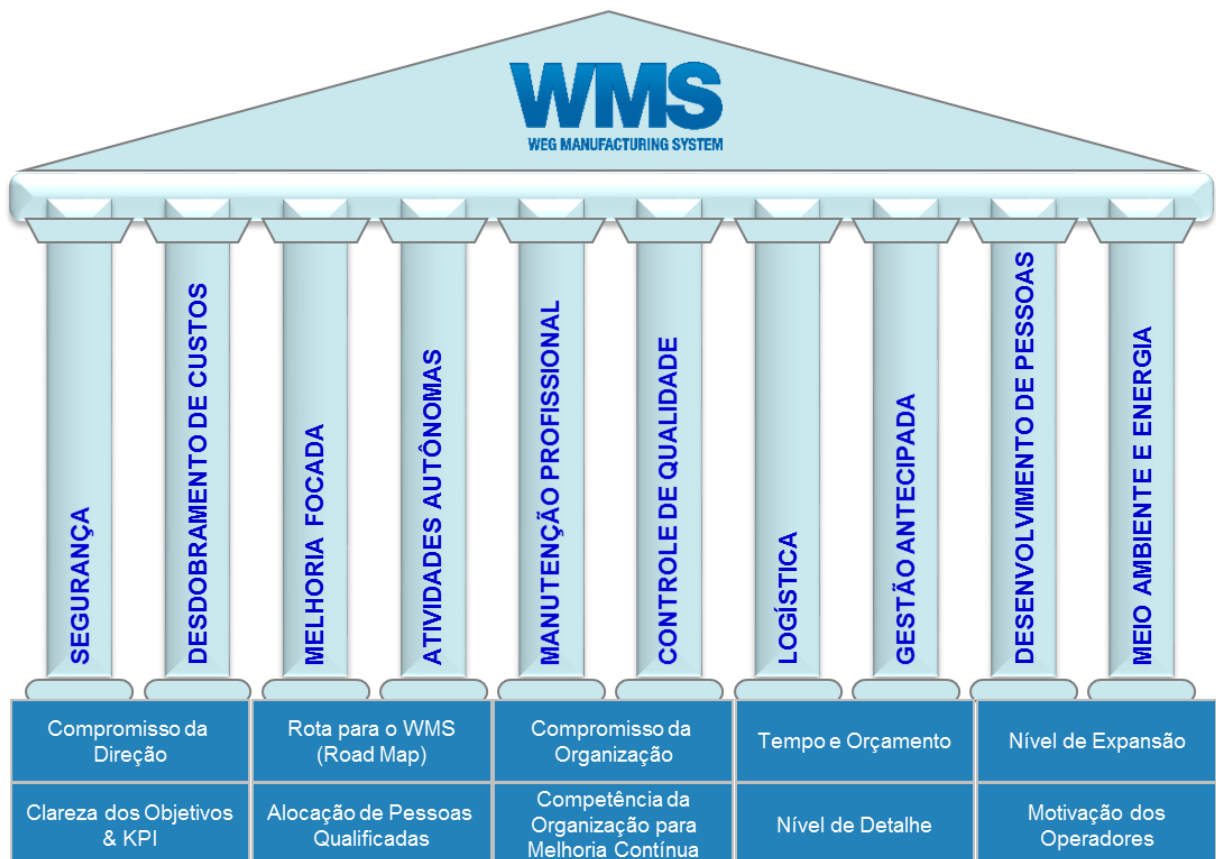 WMS
WEG MANUFACTURING SYSTEM
SEGURANÇA
DESDOBRAMENTO DE CUSTOS
MELHORIA FOCADA
ATIVIDADES AUTÔNOMAS
MANUTENÇÃO PROFISSIONAL
CONTROLE DE QUALIDADE
LOGÍSTICA
GESTÃO ANTECIPADA
DESENVOLVIMENTO DE PESSOAS
MEIO AMBIENTE E ENERGIA
Compromisso da
Direção
Rota para o WMS
(Road Map)
Compromisso da
Organização
Tempo e Orçamento
Nível de Expansão
Clareza dos Objetivos
& KPI
Alocação de Pessoas
Qualificadas
Competência da
Organização para
Melhoria Contínua
Nível de Detalhe
Motivação dos
Operadores